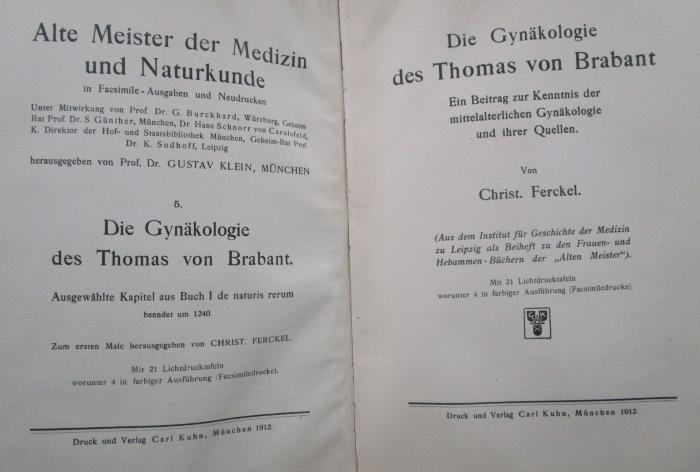 Alte Meister der Medizin
und Naturkunde
in Facsimile-Ausgaben und Neudrucken
Unter Mitwirkung von Prof. Dr. G. Burckhard, Würzburg, Geheim-
Rat Prof. Dr. S. Günther, München, Dr. Hans Schnorr von Carolsfeld,
K. Direktor der Hof- und Staatsbibliothek München, Geheim-Rat Prof.
Dr. K. Sudhoff, Leipzig
herausgegeben von Prof. Dr. GUSTAV KLEIN, MÜNCHEN
5.
Die Gynäkologie
des Thomas von Brabant.
Ausgewählte Kapitel aus Buch I de naturis rerum
beendet um 1240.
Zum ersten Male herausgegeben von CHRIST. FERCKEL.
Mit 21 Lichtdrucktafeln
worunter 4 in farbiger Ausführung (Facsimiledrucke).
Druck und Verlag Carl Kuhn, München 1912.
Die Gynäkologie
des Thomas von Brabant
Ein Beitrag zur Kenntnis der
mittelalterlichen Gynäkologie
und ihrer Quellen.
Von
Christ. Ferckel.
(Aus dem Institut für Geschichte der Medizin
zu Leipzig als Beiheft zu den Frauen- und
Hebammen-Büchern der „Alten Meister").
Mit 21 Lichtdrucktafeln
worunter 4 in farbiger Ausführung (Facsimiledrucke).
CK
Druck und Verlag Carl Kuhn, München 1912.